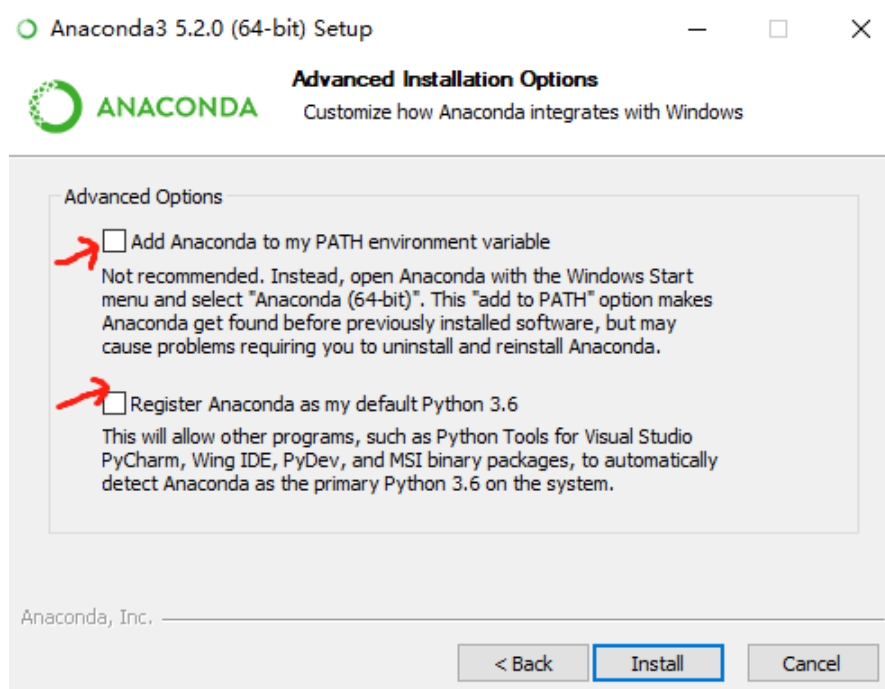 Anaconda3 5.2.0 (64-bit) Setup
Advanced Installation Options
ANACONDA
Customize how Anaconda integrates with Windows
Advanced Options
Add Anaconda to my PATH environment variable
Not recommended. Instead, open Anaconda with the Windows Start
menu and select "Anaconda (64-bit)". This "add to PATH" option makes
Anaconda get found before previously installed software, but may
cause problems requiring you to uninstall and reinstall Anaconda.
Register Anaconda as my default Python 3.6
This will allow other programs, such as Python Tools for Visual Studio
PyCharm, Wing IDE, PyDev, and MSI binary packages, to automatically
detect Anaconda as the primary Python 3.6 on the system.
Anaconda, Inc.
< Back
Install
Cancel